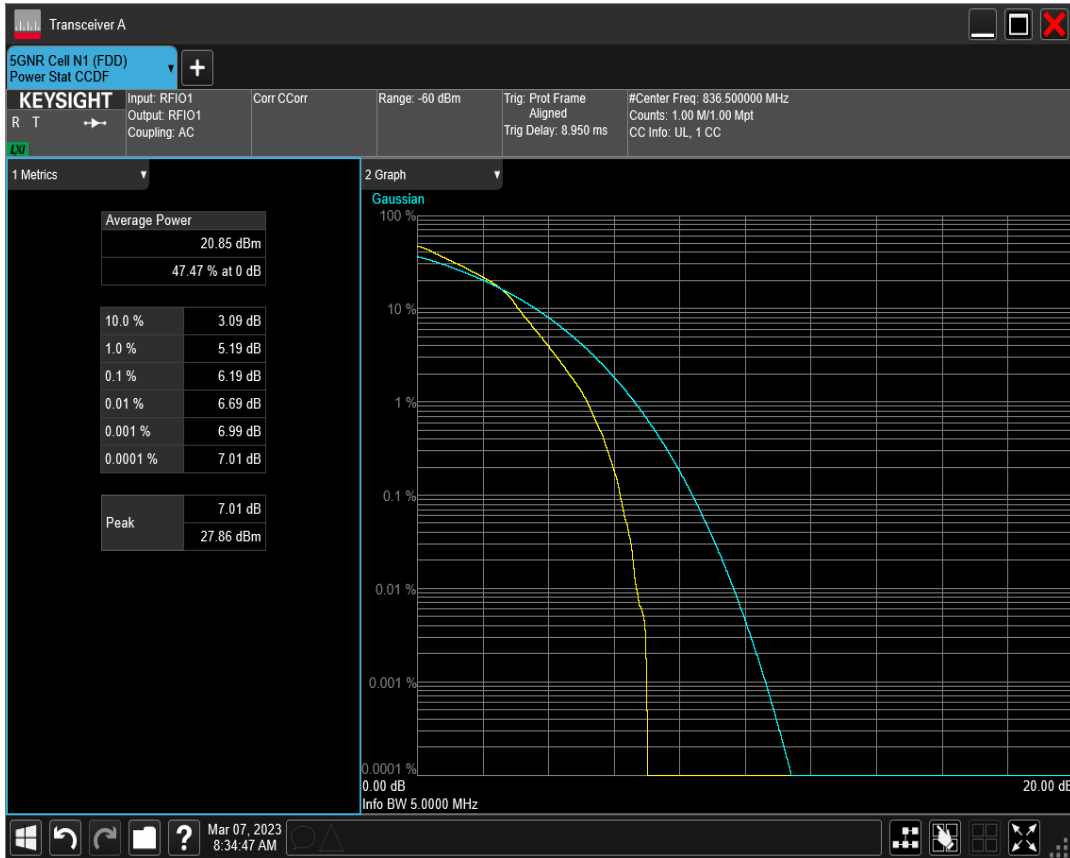 Transceiver A
5GNR Cell N1 (FDD)
Power Stat CCDF
+
KEYSIGHT
R T
LXI
Input: RFIO1
Output: RFIO1
Coupling: AC
Corr CCorr
Range: -60 dBm
Trig: Prot Frame
Aligned
Trig Delay: 8.950 ms
#Center Freq: 836.500000 MHz
Counts: 1.00 M/1.00 Mpt
CC Info: UL, 1 CC
1 Metrics
Average Power
20.85 dBm
47.47 % at 0 dB
10.0 % 3.09 dB
1.0 % 5.19 dB
0.1 % 6.19 dB
0.01 % 6.69 dB
0.001 % 6.99 dB
0.0001 % 7.01 dB
Peak
7.01 dB
27.86 dBm
2 Graph
Gaussian
100 %
10 %
1 %
0.1 %
0.01 %
0.001 %
0.0001 %
0.00 dB 20.00 dB
Info BW 5.0000 MHz
?
Mar 07, 2023
8:34:47 AM